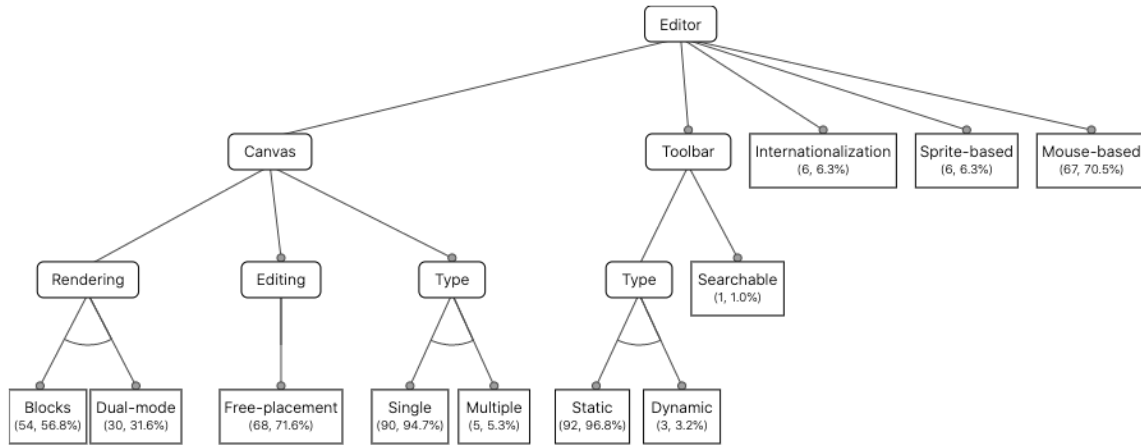 Editor
Canvas
Toolbar
Internationalization
(6, 6.3%)
Sprite-based
(6, 6.3%)
Mouse-based
(67, 70.5%)
Rendering
Editing
Type
Type
Searchable
(1, 1.0%)
Blocks
(54, 56.8%)
Dual-mode
(30, 31.6%)
Free-placement
(68, 71.6%)
Single
(90, 94.7%)
Multiple
(5, 5.3%)
Static
(92, 96.8%)
Dynamic
(3, 3.2%)